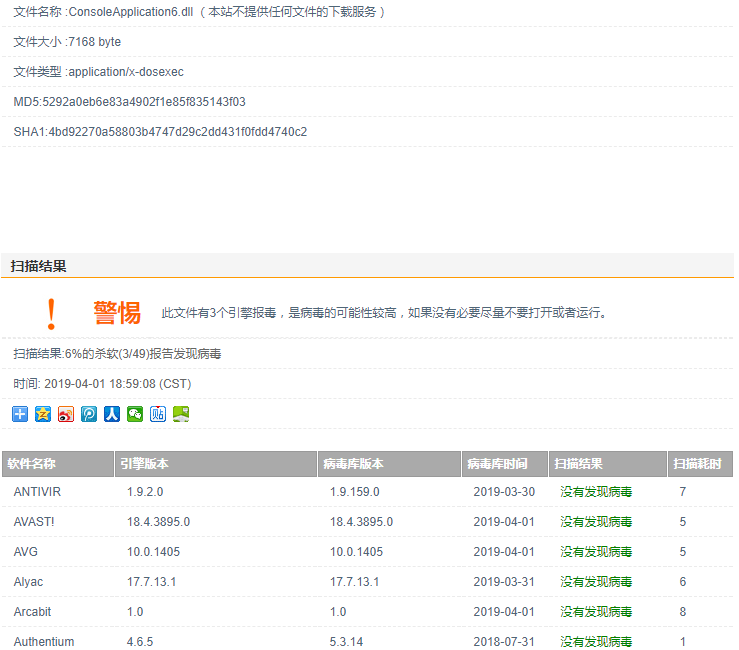 文件名称 :ConsoleApplication6.dll （ 本站不提供任何文件的下载服务 ）
文件大小 :7168 byte
文件类型 :application/x-dosexec
MD5:5292a0eb6e83a4902f1e85f835143f03
SHA1:4bd92270a58803b4747d29c2dd431f0fdd4740c2
扫描结果
! 警惕 此文件有3个引擎报毒，是病毒的可能性较高，如果没有必要尽量不要打开或者运行。
扫描结果:6%的杀软(3/49)报告发现病毒
时间: 2019-04-01 18:59:08 (CST)
贴
软件名称 引擎版本 病毒库版本 病毒库时间 扫描结果 扫描耗时
ANTIVIR 1.9.2.0 1.9.159.0 2019-03-30 没有发现病毒 7
AVAST! 18.4.3895.0 18.4.3895.0 2019-04-01 没有发现病毒 5
AVG 10.0.1405 10.0.1405 2019-04-01 没有发现病毒 5
Alyac 17.7.13.1 17.7.13.1 2019-03-31 没有发现病毒 6
Arcabit 1.0 1.0 2019-04-01 没有发现病毒 8
Authentium 4.6.5 5.3.14 2018-07-31 没有发现病毒 1